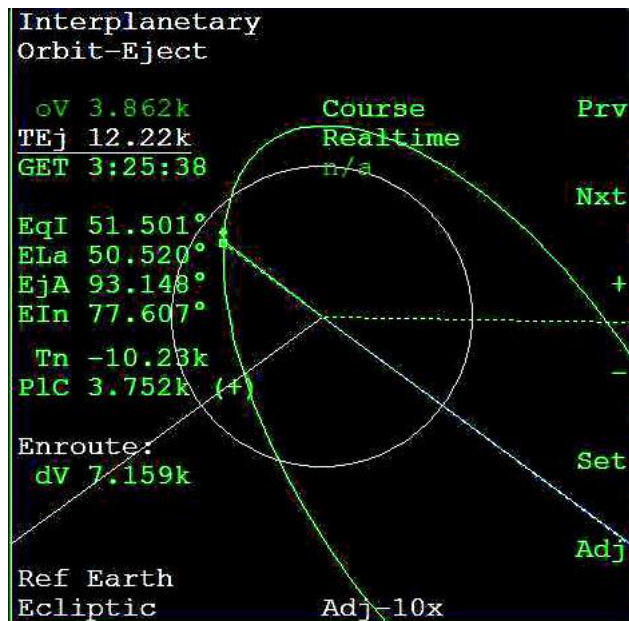 Interplanetary
Orbit-Eject
oV 3.862k
Course
Prv
TEj 12.22k
Realtime
GET 3:25:38
n/a
Nxt
EqI 51.501°
ELa 50.520°
EjA 93.148°
+
EIn 77.607°
Tn -10.23k
-
PlC 3.752k (+)
Enroute:
Set
dV 7.159k
Adj
Ref Earth
Ecliptic
Adj-10x